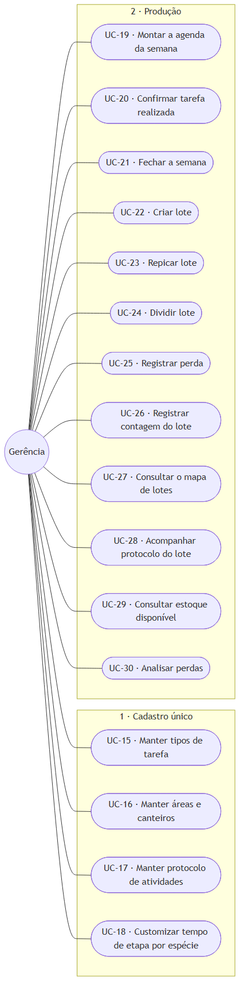 2 · Produção
UC-19 · Montar a agenda
da semana
UC-20 · Confirmar tarefa
realizada
UC-21 · Fechar a semana
UC-22 · Criar lote
UC-23 · Repicar lote
UC-24 · Dividir lote
UC-25 · Registrar perda
UC-26 · Registrar
contagem do lote
Gerência
UC-27 · Consultar o mapa
de lotes
UC-28 · Acompanhar
protocolo do lote
UC-29 · Consultar estoque
disponível
UC-30 · Analisar perdas
1 · Cadastro único
UC-15 · Manter tipos de
tarefa
UC-16 · Manter áreas e
canteiros
UC-17 · Manter protocolo
de atividades
UC-18 · Customizar tempo
de etapa por espécie